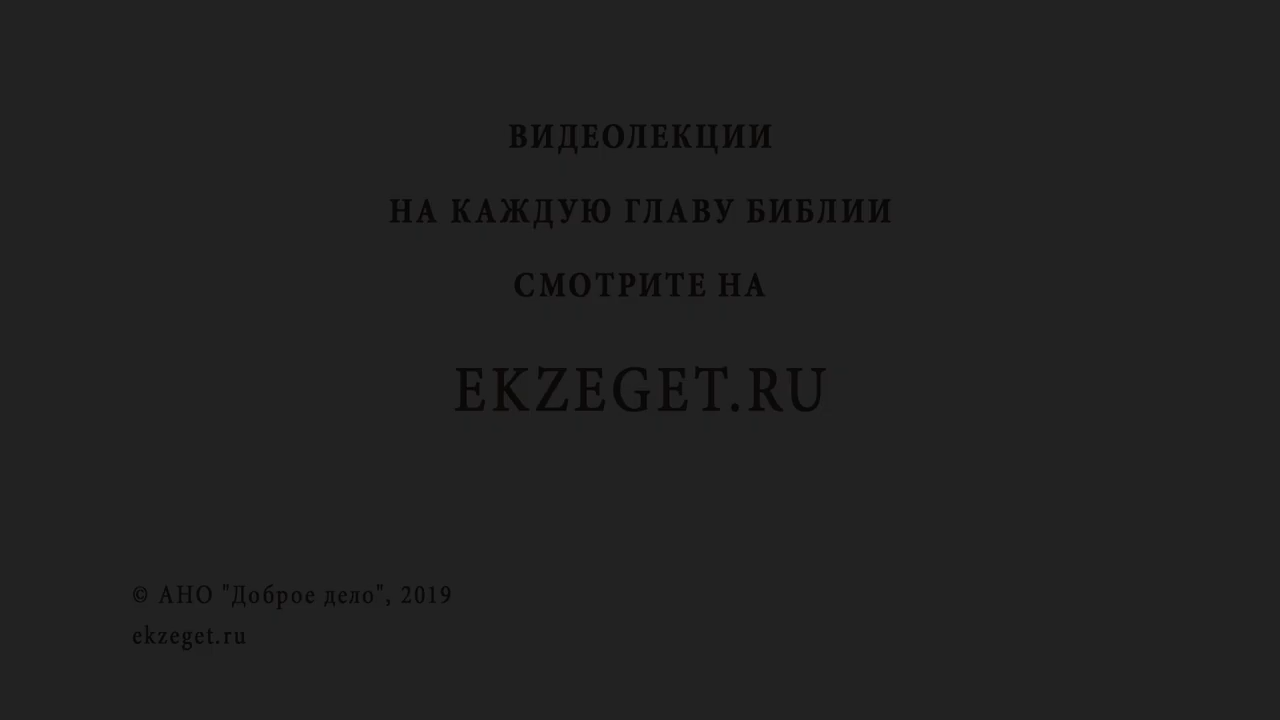 ВИДЕОЛЕКЦИИ
НА КАЖДУЮ ГЛАВУ БИБЛИИ
СМОТРИТЕ НА
EKZEGET.RU
© АНО "Доброе дело", 2019
ekzeget.ru